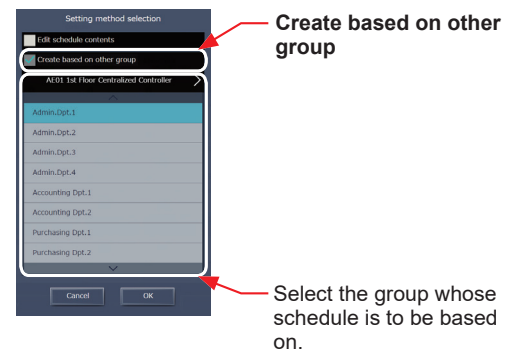 Setting method selection
Edit schedule contents
Create based on other group
AE01 1st Floor Centralized Controller
Admin.Dpt.1
Admin.Dpt.2
Admin.Dpt.3
Admin.Dpt.4
Accounting Dpt.1
Accounting Dpt.2
Purchasing Dpt.1
Purchasing Dpt.2
Cancel
OK
Create based on other
group
Select the group whose
schedule is to be based
on.